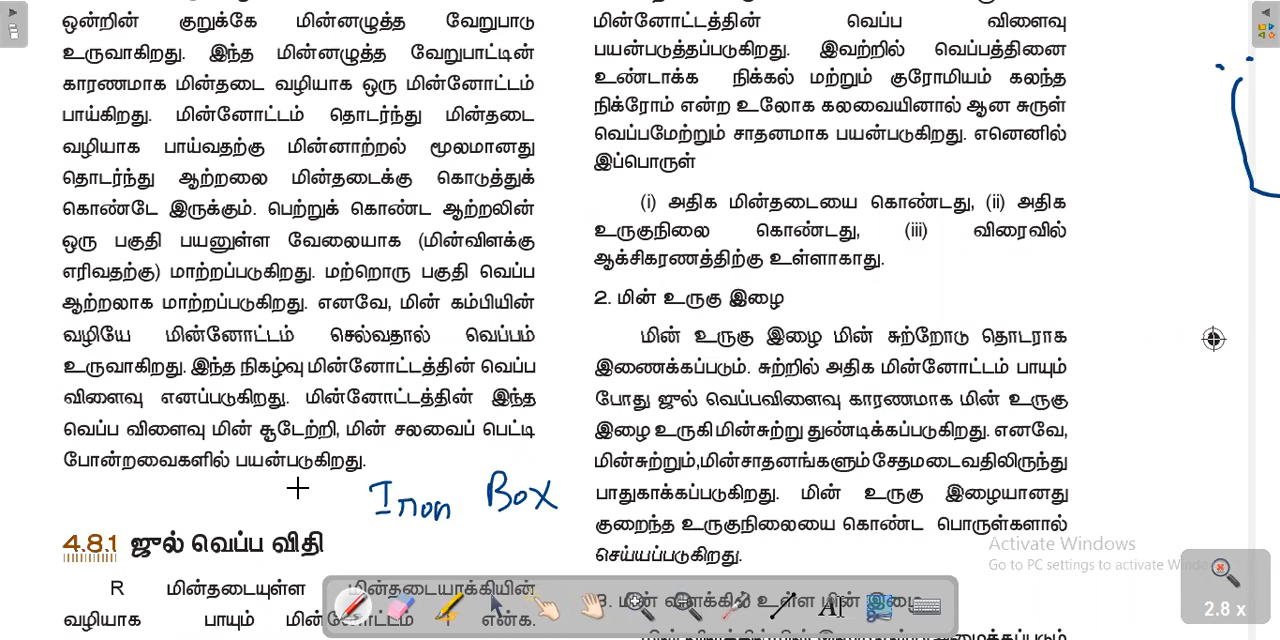 ஒன்றின் குறுக்கே மின்னழுத்த வேறுபாடு
உருவாகிறது. இந்த மின்னழுத்த வேறுபாட்டின்
காரணமாக மின்தடை வழியாக ஒரு மின்னோட்டம்
பாய்கிறது. மின்னோட்டம் தொடர்ந்து மின்தடை
வழியாக பாய்வதற்கு மின்னாற்றல் மூலமானது
தொடர்ந்து ஆற்றலை மின்தடைக்கு கொடுத்துக்
கொண்டே இருக்கும். பெற்றுக் கொண்ட ஆற்றலின்
ஒரு பகுதி பயனுள்ள வேலையாக (மின்விளக்கு
எரிவதற்கு) மாற்றப்படுகிறது. மற்றொரு பகுதி வெப்ப
ஆற்றலாக மாற்றப்படுகிறது. எனவே, மின் கம்பியின்
வழியே மின்னோட்டம் செல்வதால் வெப்பம்
உருவாகிறது. இந்த நிகழ்வு மின்னோட்டத்தின் வெப்ப
விளைவு எனப்படுகிறது. மின்னோட்டத்தின் இந்த
வெப்ப விளைவு மின் சூடேற்றி, மின் சலவைப் பெட்டி
போன்றவைகளில் பயன்படுகிறது.
Iron Box
4.8.1 ஜுல் வெப்ப விதி
R மின்தடையுள்ள மின்தடையாக்கியின்
வழியாக பாயும் மின்னோட்டம் I என்க.
மின்னோட்டத்தின் வெப்ப விளைவு
பயன்படுத்தப்படுகிறது. இவற்றில் வெப்பத்தினை
உண்டாக்க நிக்கல் மற்றும் குரோமியம் கலந்த
நிக்ரோம் என்ற உலோக கலவையினால் ஆன சுருள்
வெப்பமேற்றும் சாதனமாக பயன்படுகிறது. எனெனில்
இப்பொருள்
(i) அதிக மின்தடையை கொண்டது, (ii) அதிக
உருகுநிலை கொண்டது, (iii) விரைவில்
ஆக்சிகரணத்திற்கு உள்ளாகாது.
2. மின் உருகு இழை
மின் உருகு இழை மின் சுற்றோடு தொடராக
இணைக்கப்படும். சுற்றில் அதிக மின்னோட்டம் பாயும்
போது ஜுல் வெப்பவிளைவு காரணமாக மின் உருகு
இழை உருகி மின்சுற்று துண்டிக்கப்படுகிறது. எனவே,
மின்சுற்றும், மின்சாதனங்களும் சேதமடைவதிலிருந்து
பாதுகாக்கப்படுகிறது. மின் உருகு இழையானது
குறைந்த உருகுநிலையை கொண்ட பொருள்களால்
செய்யப்படுகிறது.
3. மின் விளக்கில் உள்ள மின் இழை
Activate Windows
Go to PC settings to activate Windo
2.8 x